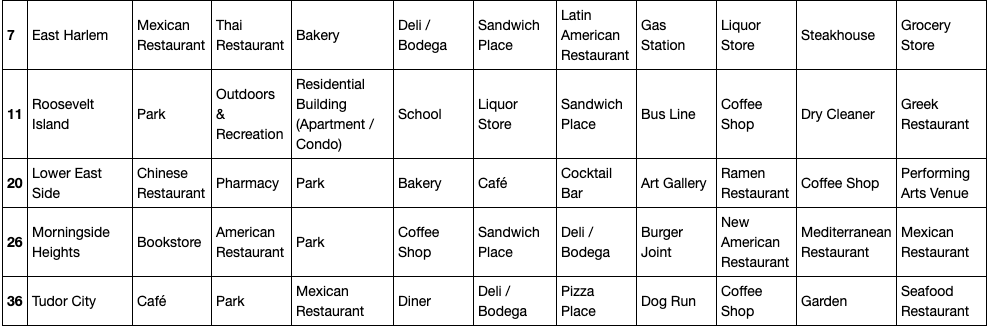 7 East Harlem Mexican Restaurant Thai Restaurant Bakery Deli / Bodega Sandwich Place Latin American Restaurant Gas Station Liquor Store Steakhouse Grocery Store
11 Roosevelt Island Park Outdoors & Recreation Residential Building (Apartment / Condo) School Liquor Store Sandwich Place Bus Line Coffee Shop Dry Cleaner Greek Restaurant
20 Lower East Side Chinese Restaurant Pharmacy Park Bakery Café Cocktail Bar Art Gallery Ramen Restaurant Coffee Shop Performing Arts Venue
26 Morningside Heights Bookstore American Restaurant Park Coffee Shop Sandwich Place Deli / Bodega Burger Joint New American Restaurant Mediterranean Restaurant Mexican Restaurant
36 Tudor City Café Park Mexican Restaurant Diner Deli / Bodega Pizza Place Dog Run Coffee Shop Garden Seafood Restaurant